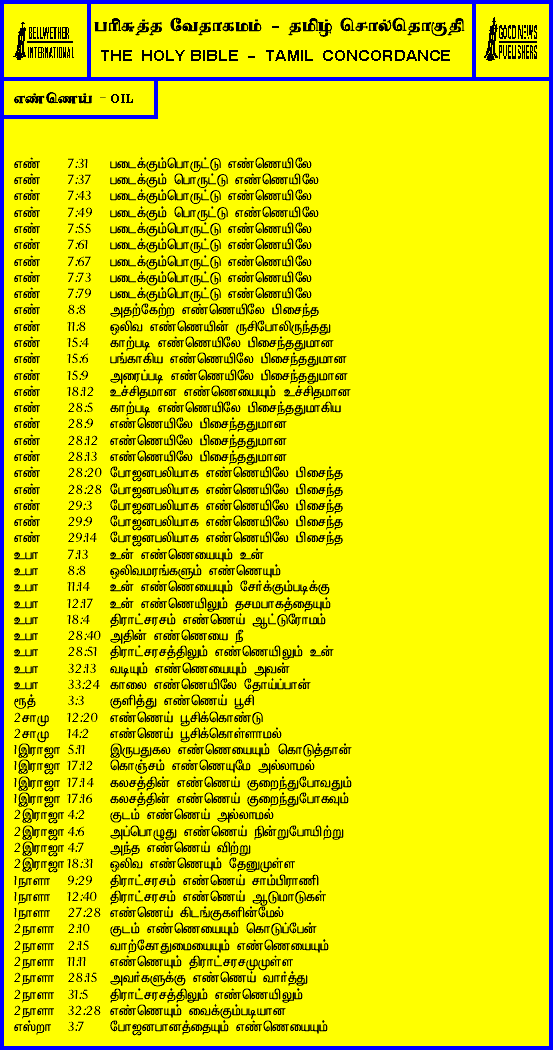 BELLWETHER INTERNATIONAL
பரிசுத்த வேதாகமம் - தமிழ் சொல்தொகுதி
THE HOLY BIBLE - TAMIL CONCORDANCE
GOOD NEWS PUBLISHERS
எண்ணெய் - OIL
எண் 7:31 படைக்கும்பொருட்டு எண்ணெயிலே
எண் 7:37 படைக்கும் பொருட்டு எண்ணெயிலே
எண் 7:43 படைக்கும்பொருட்டு எண்ணெயிலே
எண் 7:49 படைக்கும் பொருட்டு எண்ணெயிலே
எண் 7:55 படைக்கும்பொருட்டு எண்ணெயிலே
எண் 7:61 படைக்கும்பொருட்டு எண்ணெயிலே
எண் 7:67 படைக்கும்பொருட்டு எண்ணெயிலே
எண் 7:73 படைக்கும்பொருட்டு எண்ணெயிலே
எண் 7:79 படைக்கும்பொருட்டு எண்ணெயிலே
எண் 8:8 அதற்கேற்ற எண்ணெயிலே பிசைந்த
எண் 11:8 ஒலிவ எண்ணெயின் ருசிபோலிருந்தது
எண் 15:4 காற்படி எண்ணெயிலே பிசைந்ததுமான
எண் 15:6 பங்காகிய எண்ணெயிலே பிசைந்ததுமான
எண் 15:9 அரைப்படி எண்ணெயிலே பிசைந்ததுமான
எண் 18:12 உச்சிதமான எண்ணெயையும் உச்சிதமான
எண் 28:5 காற்படி எண்ணெயிலே பிசைந்ததுமாகிய
எண் 28:9 எண்ணெயிலே பிசைந்ததுமான
எண் 28:12 எண்ணெயிலே பிசைந்ததுமான
எண் 28:13 எண்ணெயிலே பிசைந்ததுமான
எண் 28:20 போஜனபலியாக எண்ணெயிலே பிசைந்த
எண் 28:28 போஜனபலியாக எண்ணெயிலே பிசைந்த
எண் 29:3 போஜனபலியாக எண்ணெயிலே பிசைந்த
எண் 29:9 போஜனபலியாக எண்ணெயிலே பிசைந்த
எண் 29:14 போஜனபலியாக எண்ணெயிலே பிசைந்த
உபா 7:13 உன் எண்ணெயையும் உன்
உபா 8:8 ஒலிவமரங்களும் எண்ணெயும்
உபா 11:14 உன் எண்ணெயையும் சேர்க்கும்படிக்கு
உபா 12:17 உன் எண்ணெயிலும் தசமபாகத்தையும்
உபா 18:4 திராட்சரசம் எண்ணெய் ஆட்டுரோமம்
உபா 28:40 அதின் எண்ணெயை நீ
உபா 28:51 திராட்சரசத்திலும் எண்ணெயிலும் உன்
உபா 32:13 வடியும் எண்ணெயையும் அவன்
உபா 33:24 காலை எண்ணெயிலே தோய்ப்பான்
ரூத் 3:3 குளித்து எண்ணெய் பூசி
2சாமு 12:20 எண்ணெய் பூசிக்கொண்டு
2சாமு 14:2 எண்ணெய் பூசிக்கொள்ளாமல்
1இராஜா 5:11 இருபதுகல எண்ணெயையும் கொடுத்தான்
1இராஜா 17:12 கொஞ்சம் எண்ணெயுமே அல்லாமல்
1இராஜா 17:14 கலசத்தின் எண்ணெய் குறைந்துபோவதும்
1இராஜா 17:16 கலசத்தின் எண்ணெய் குறைந்துபோகவும்
2இராஜா 4:2 குடம் எண்ணெய் அல்லாமல்
2இராஜா 4:6 அப்பொழுது எண்ணெய் நின்றுபோயிற்று
2இராஜா 4:7 அந்த எண்ணெய் விற்று
2இராஜா 18:31 ஒலிவ எண்ணெயும் தேனுமுள்ள
1நாளா 9:29 திராட்சரசம் எண்ணெய் சாம்பிராணி
1நாளா 12:40 திராட்சரசம் எண்ணெய் ஆடுமாடுகள்
1நாளா 27:28 எண்ணெய் கிடங்குகளின்மேல்
2நாளா 2:10 குடம் எண்ணெயையும் கொடுப்பேன்
2நாளா 2:15 வாற்கோதுமையையும் எண்ணெயையும்
2நாளா 11:11 எண்ணெயும் திராட்சரசமுமுள்ள
2நாளா 28:15 அவர்களுக்கு எண்ணெய் வார்த்து
2நாளா 31:5 திராட்சரசத்திலும் எண்ணெயிலும்
2நாளா 32:28 எண்ணெயும் வைக்கும்படியான
எஸ்றா 3:7 போஜனபானத்தையும் எண்ணெயையும்